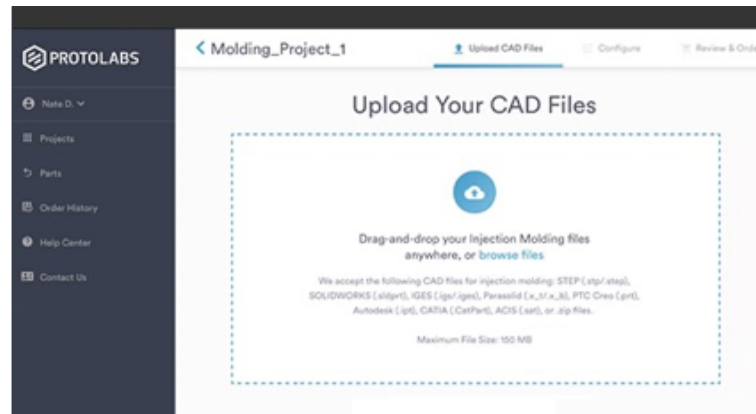 PROTOLABS
Nate D.
Projects
Parts
Order History
Help Center
Contact Us
Molding_Project_1
Upload CAD Files
Configure
Review & Orde
Upload Your CAD Files
Drag-and-drop your Injection Molding files
anywhere, or browse files
We accept the following CAD files for injection molding: STEP (.stp/.step),
SOLIDWORKS (.sldprt), IGES (.igs/.iges), Parasolid (.x_t/.x_b), PTC Creo (.prt),
Autodesk (.ipt), CATIA (.CatPart), ACIS (.sat), or .zip files.
Maximum File Size: 150 MB